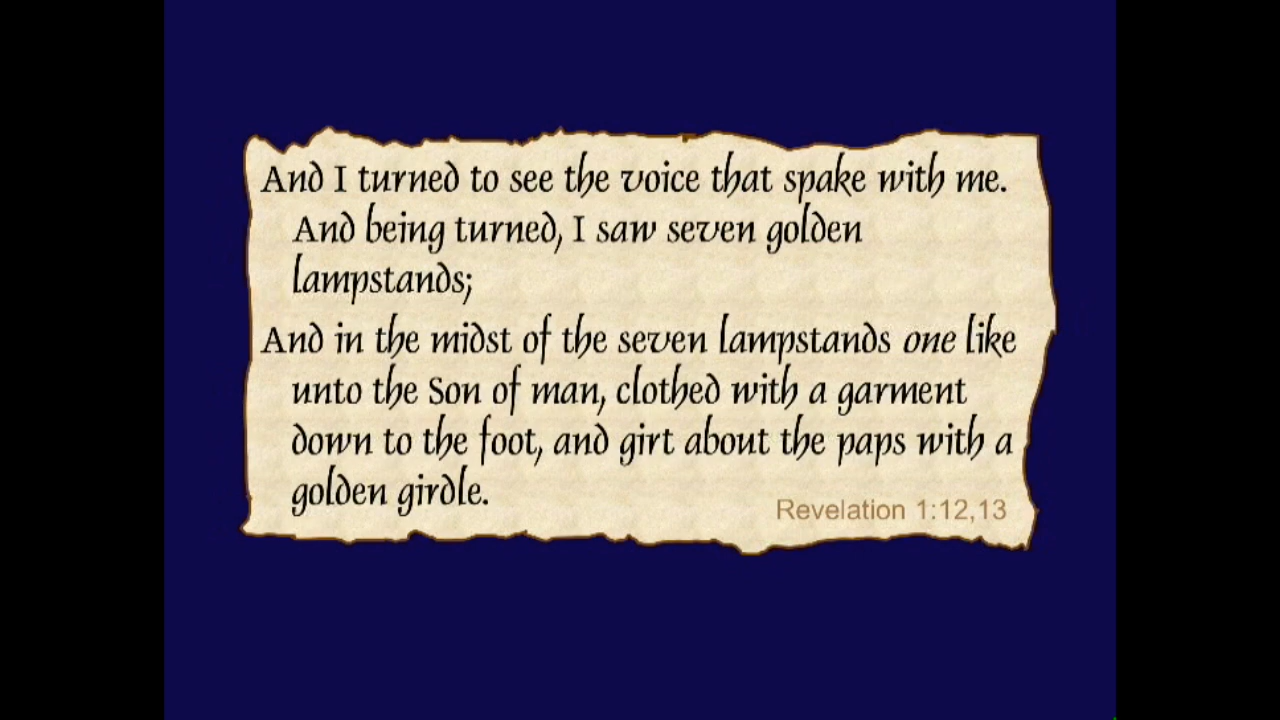 And I turned to see the voice that spake with me.
And being turned, I saw seven golden
lampstands;
And in the midst of the seven lampstands one like
unto the Son of man, clothed with a garment
down to the foot, and girt about the paps with a
golden girdle.
Revelation 1:12,13